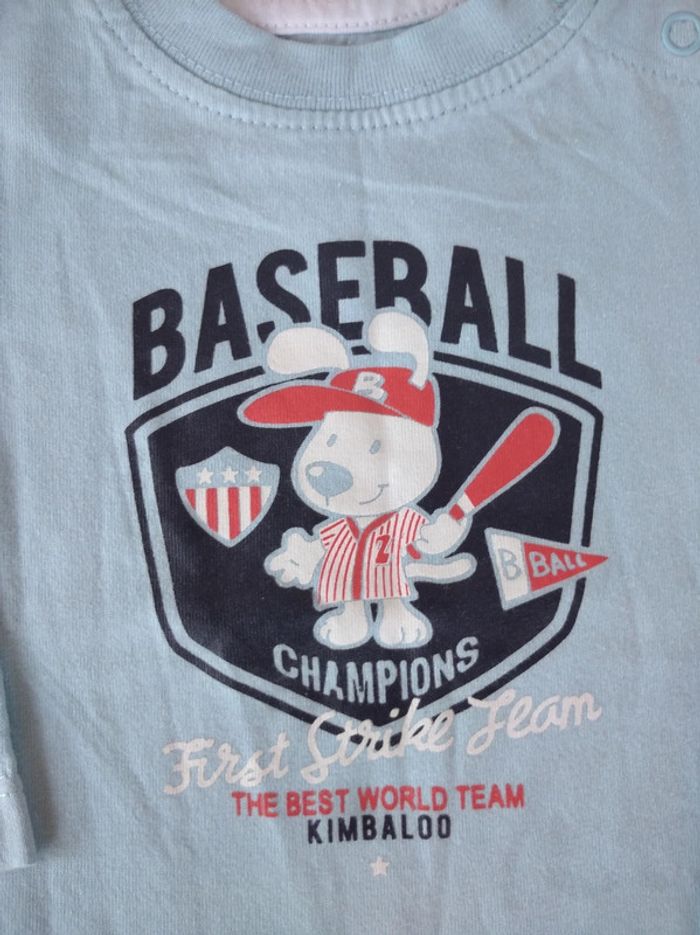 BASEBALL
B
2
B BALL
CHAMPIONS
First Strike Team
THE BEST WORLD TEAM
KIMBALOO